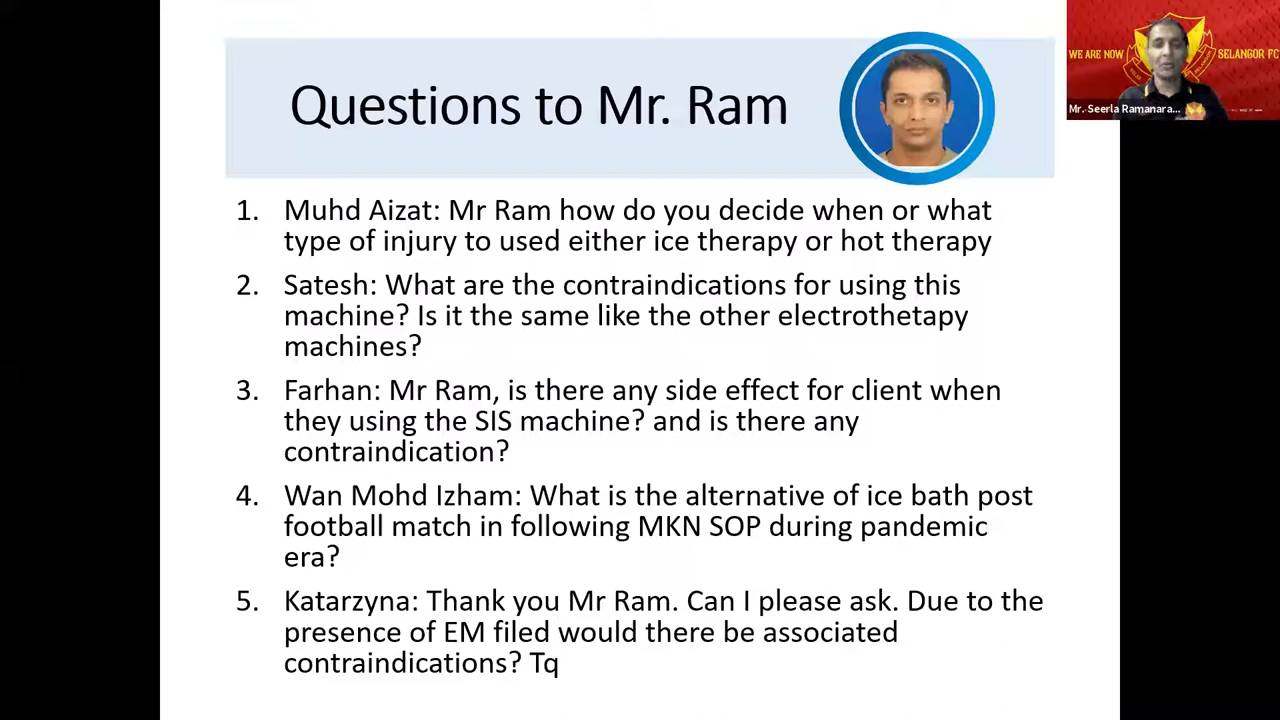 Questions to Mr. Ram
WE ARE NOW
SELANGOR FC
Mr. Seerla Ramanara...
1. Muhd Aizat: Mr Ram how do you decide when or what
type of injury to used either ice therapy or hot therapy
2. Satesh: What are the contraindications for using this
machine? Is it the same like the other electrothetapy
machines?
3. Farhan: Mr Ram, is there any side effect for client when
they using the SIS machine? and is there any
contraindication?
4. Wan Mohd Izham: What is the alternative of ice bath post
football match in following MKN SOP during pandemic
era?
5. Katarzyna: Thank you Mr Ram. Can I please ask. Due to the
presence of EM filed would there be associated
contraindications? Tq